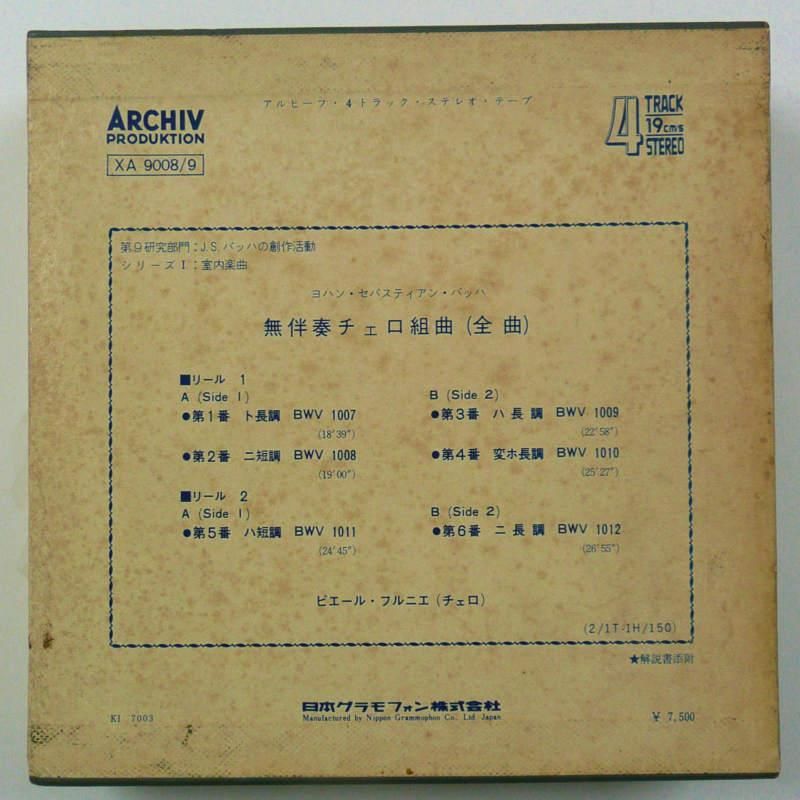 アルヒーフ・4トラック・ステレオ・テープ
ARCHIV
PRODUKTION
XA 9008/9
4 TRACK
19cm/s
STEREO
第9研究部門：J.S.バッハの創作活動
シリーズⅠ：室内楽曲
ヨハン・セバスティアン・バッハ
無伴奏チェロ組曲(全曲)
■リール 1
A (Side 1)
●第1番 ト長調 BWV 1007
(18'39")
●第2番 ニ短調 BWV 1008
(19'00")
B (Side 2)
●第3番 ハ長調 BWV 1009
(22'58")
●第4番 変ホ長調 BWV 1010
(25'27")
■リール 2
A (Side 1)
●第5番 ハ短調 BWV 1011
(24'45")
B (Side 2)
●第6番 ニ長調 BWV 1012
(26'55")
ピエール・フルニエ(チェロ)
(2/1T-1H/150)
★解説書添附
KI 7003
日本グラモフォン株式会社
Manufactured by Nippon Grammophon Co., Ltd. Japan
¥ 7,500